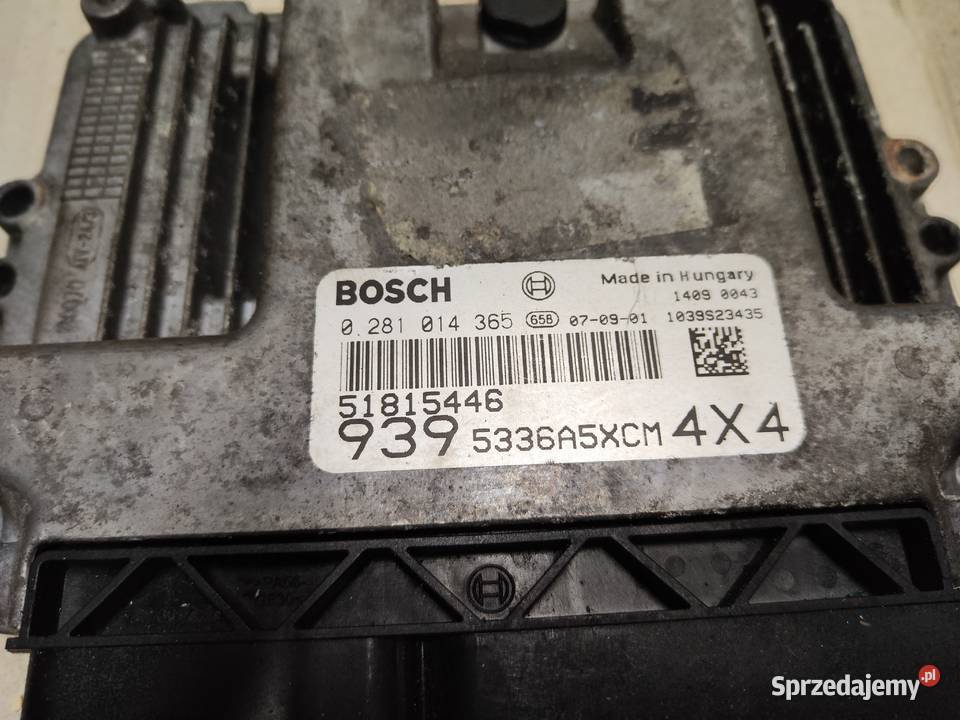 BOSCH
Made in Hungary
1409 0043
0.281 014 365 65B 07-09-01 1039S23435
51815446
939 5336A5XCM 4X4
Sprzedajemy.pl